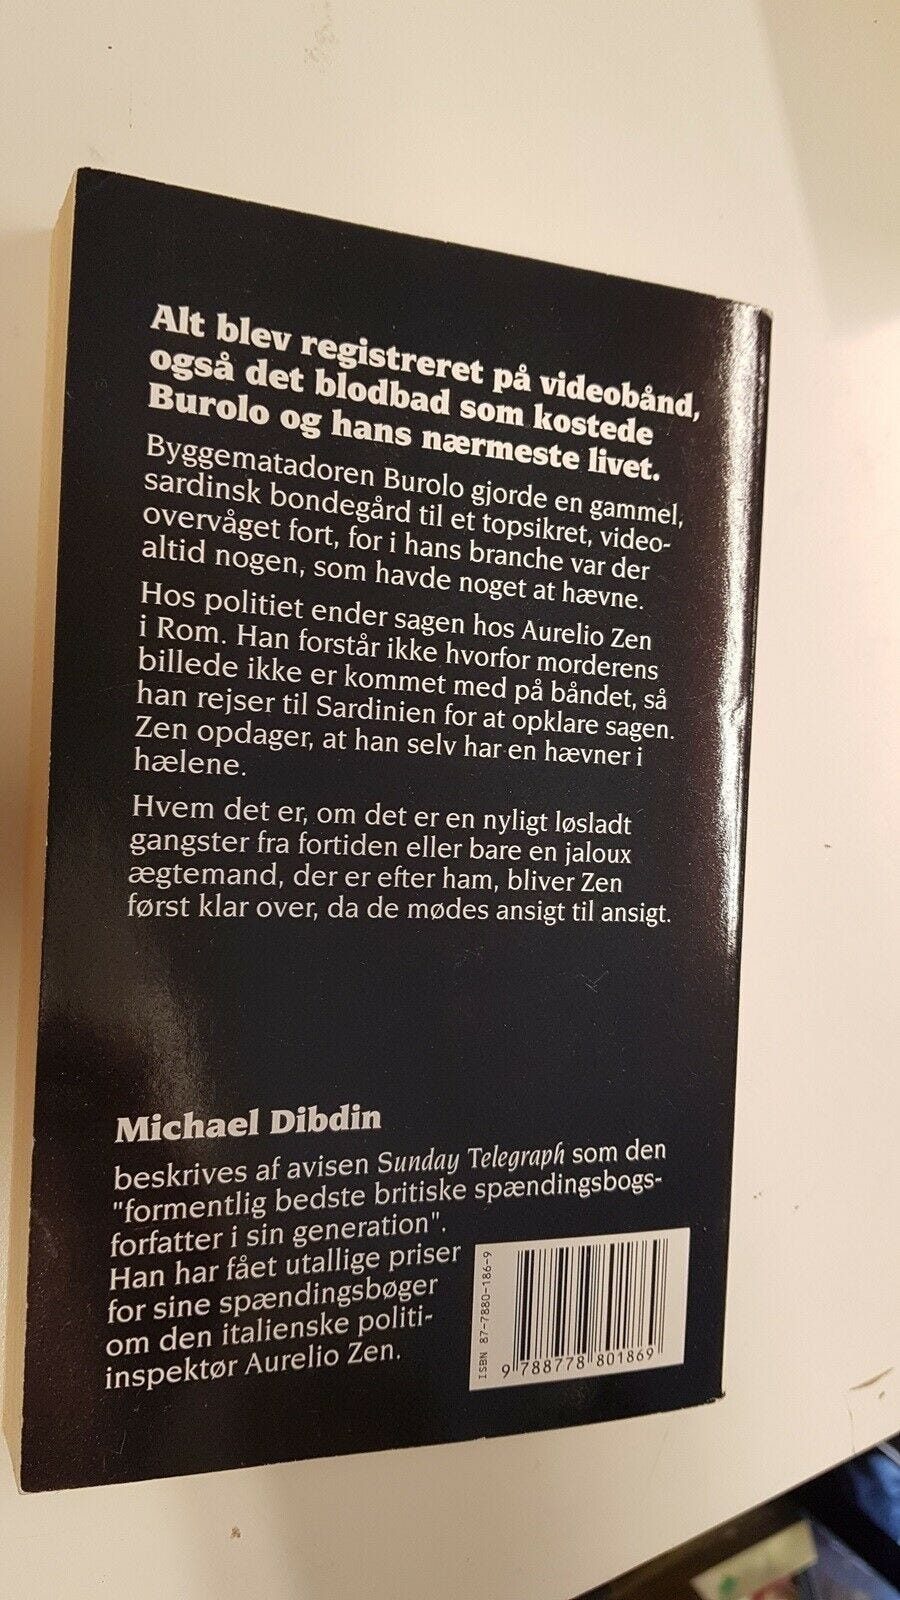 Alt blev registreret på videobånd,
også det blodbad som kostede
Burolo og hans nærmeste livet.
Byggematadoren Burolo gjorde en gammel,
sardinsk bondegård til et topsikret, video-
overvåget fort, for i hans branche var der
altid nogen, som havde noget at hævne.
Hos politiet ender sagen hos Aurelio Zen
i Rom. Han forstår ikke hvorfor morderens
billede ikke er kommet med på båndet, så
han rejser til Sardinien for at opklare sagen.
Zen opdager, at han selv har en hævner i
hælene.
Hvem det er, om det er en nyligt løsladt
gangster fra fortiden eller bare en jaloux
ægtemand, der er efter ham, bliver Zen
først klar over, da de mødes ansigt til ansigt.
Michael Dibdin
beskrives af avisen Sunday Telegraph som den
"formentlig bedste britiske spændingsbogs-
forfatter i sin generation".
Han har fået utallige priser
for sine spændingsbøger
om den italienske politi-
inspektør Aurelio Zen.
ISBN 87-7880-186-9
9 788778 801869